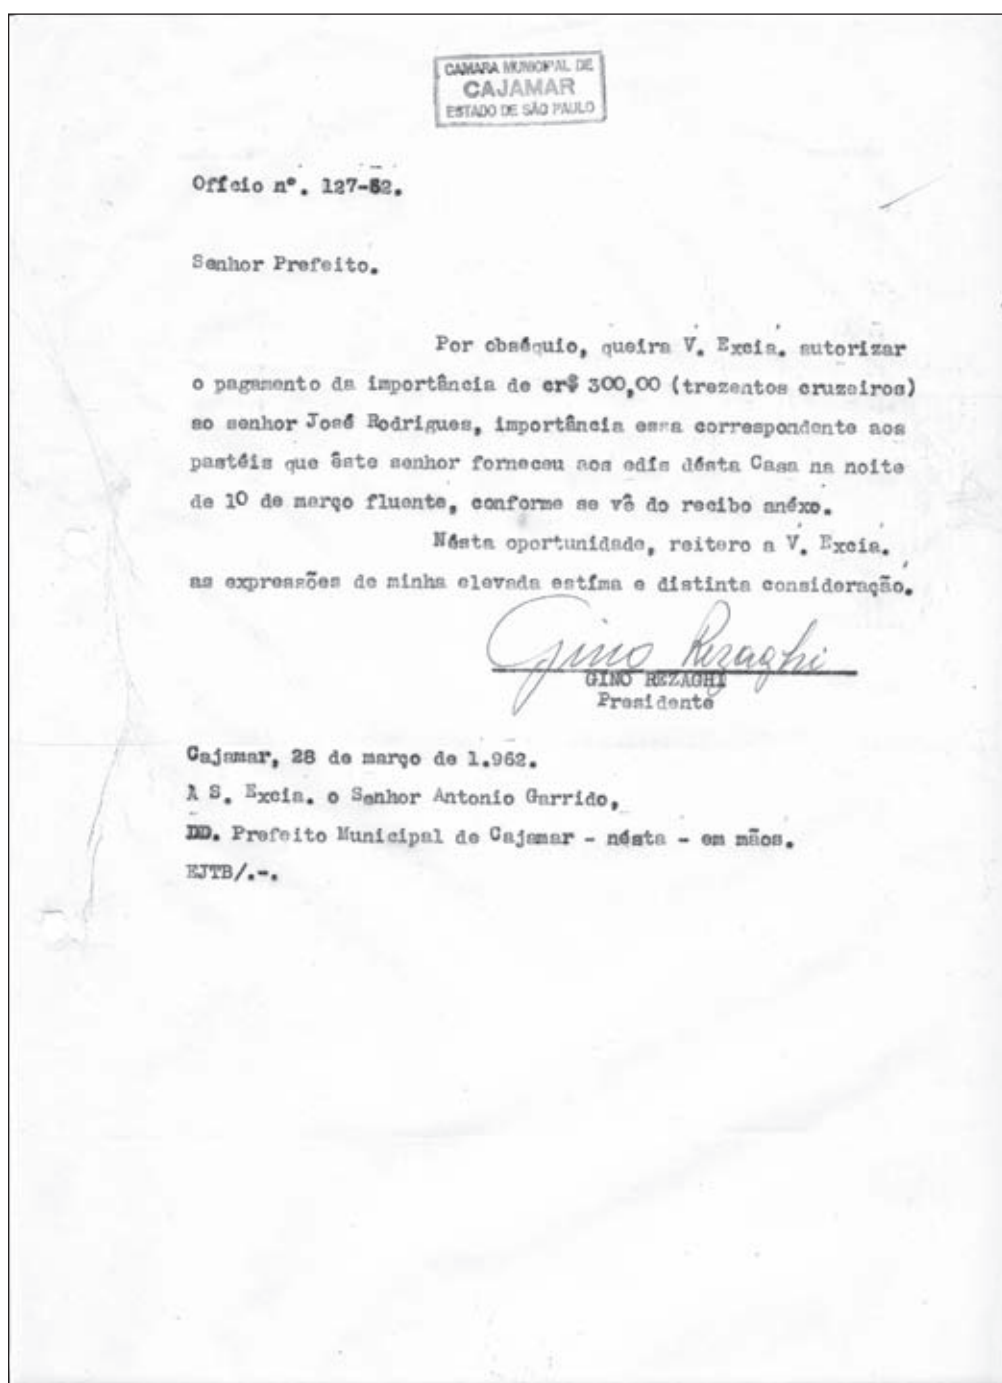 CAMARA MUNICIPAL DE
CAJAMAR
ESTADO DE SÃO PAULO
Offcio nº. 127-62.
Senhor Prefeito.
Por obséquio, queira V. Excia. autorizar
o pagamento da importância de cr$ 300,00 (trezentos cruzeiros)
ao senhor José Rodrigues, importância essa correspondente aos
pastéis que êste senhor forneceu aos edis désta Casa na noite
de 10 de março fluente, conforme se vê do recibo anéxo.
Nésta oportunidade, reitero a V. Excia.
as expressões de minha elevada estíma e distinta consideração.
Gino Rezaghi
GINO REZAGHI
Presidente
Cajamar, 28 de março de 1.962.
A S. Excia. o Senhor Antonio Garrido,
DD. Prefeito Municipal de Cajamar - nésta - em mãos.
EJTB/.-.